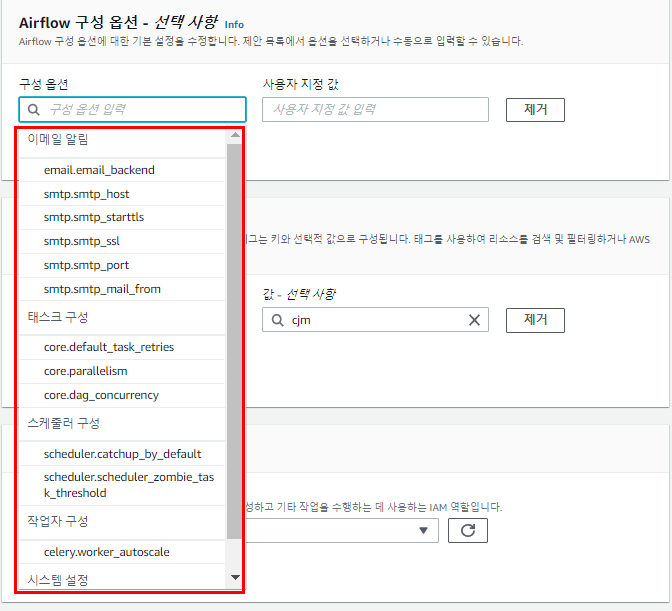 Airflow 구성 옵션 - 선택 사항 Info
Airflow 구성 옵션에 대한 기본 설정을 수정합니다. 제안 목록에서 옵션을 선택하거나 수동으로 입력할 수 있습니다.
구성 옵션
사용자 지정 값
구성 옵션 입력
사용자 지정 값 입력
제거
이메일 알림
email.email_backend
smtp.smtp_host
smtp.smtp_starttls
smtp.smtp_ssl
smtp.smtp_port
smtp.smtp_mail_from
태스크 구성
core.default_task_retries
core.parallelism
core.dag_concurrency
스케줄러 구성
scheduler.catchup_by_default
scheduler.scheduler_zombie_tas
k_threshold
작업자 구성
celery.worker_autoscale
시스템 설정
키와 선택적 값으로 구성됩니다. 태그를 사용하여 리소스를 검색 및 필터링하거나 AWS
값 - 선택 사항
cjm
제거
기타 작업을 수행하는 데 사용하는 IAM 역할입니다.